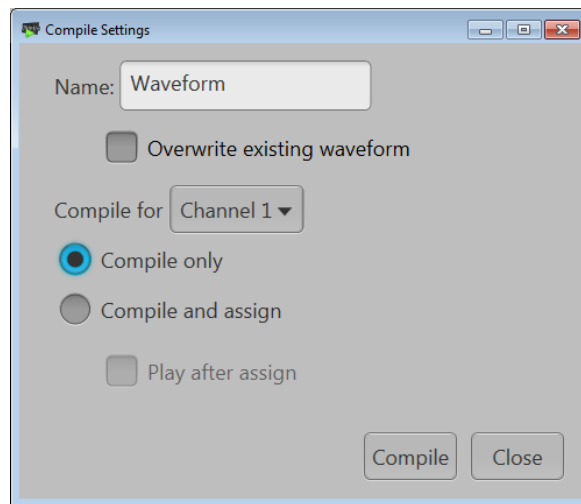 Compile Settings
Name: Waveform
Overwrite existing waveform
Compile for Channel 1
Compile only
Compile and assign
Play after assign
Compile Close